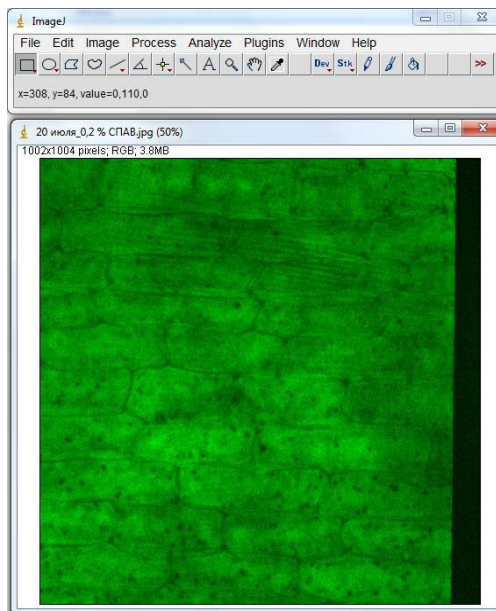 ImageJ
File Edit Image Process Analyze Plugins Window Help
A Dev Stk >>
x=308, y=84, value=0,110,0
20 июля_0,2 % СПАВ.jpg (50%)
1002x1004 pixels; RGB; 3.8MB